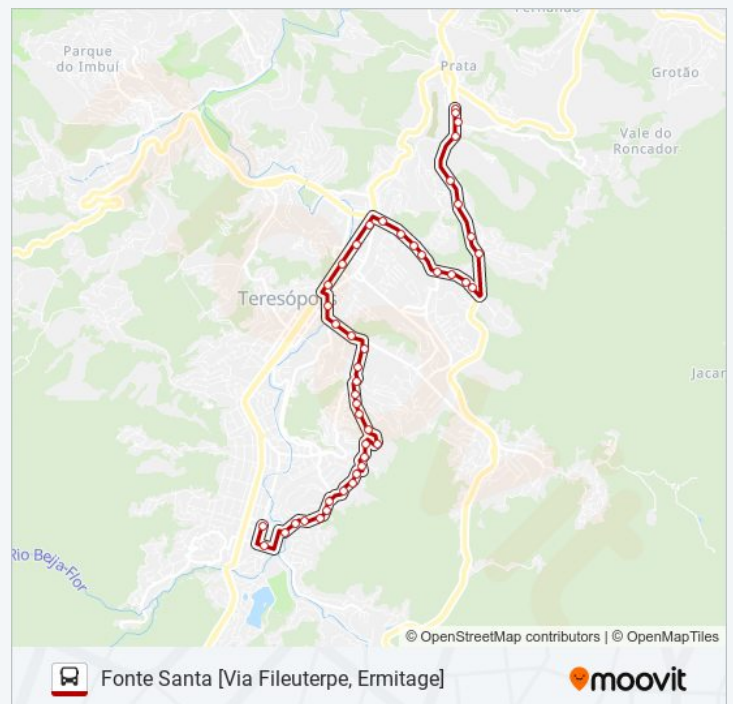 Parque
do Imbuí
Prata
Grotão
Vale do
Roncador
Teresópolis
Jacar
Rio Beija-Flor
© OpenStreetMap contributors | © OpenMapTiles
Fonte Santa [Via Fileuterpe, Ermitage]
moovit